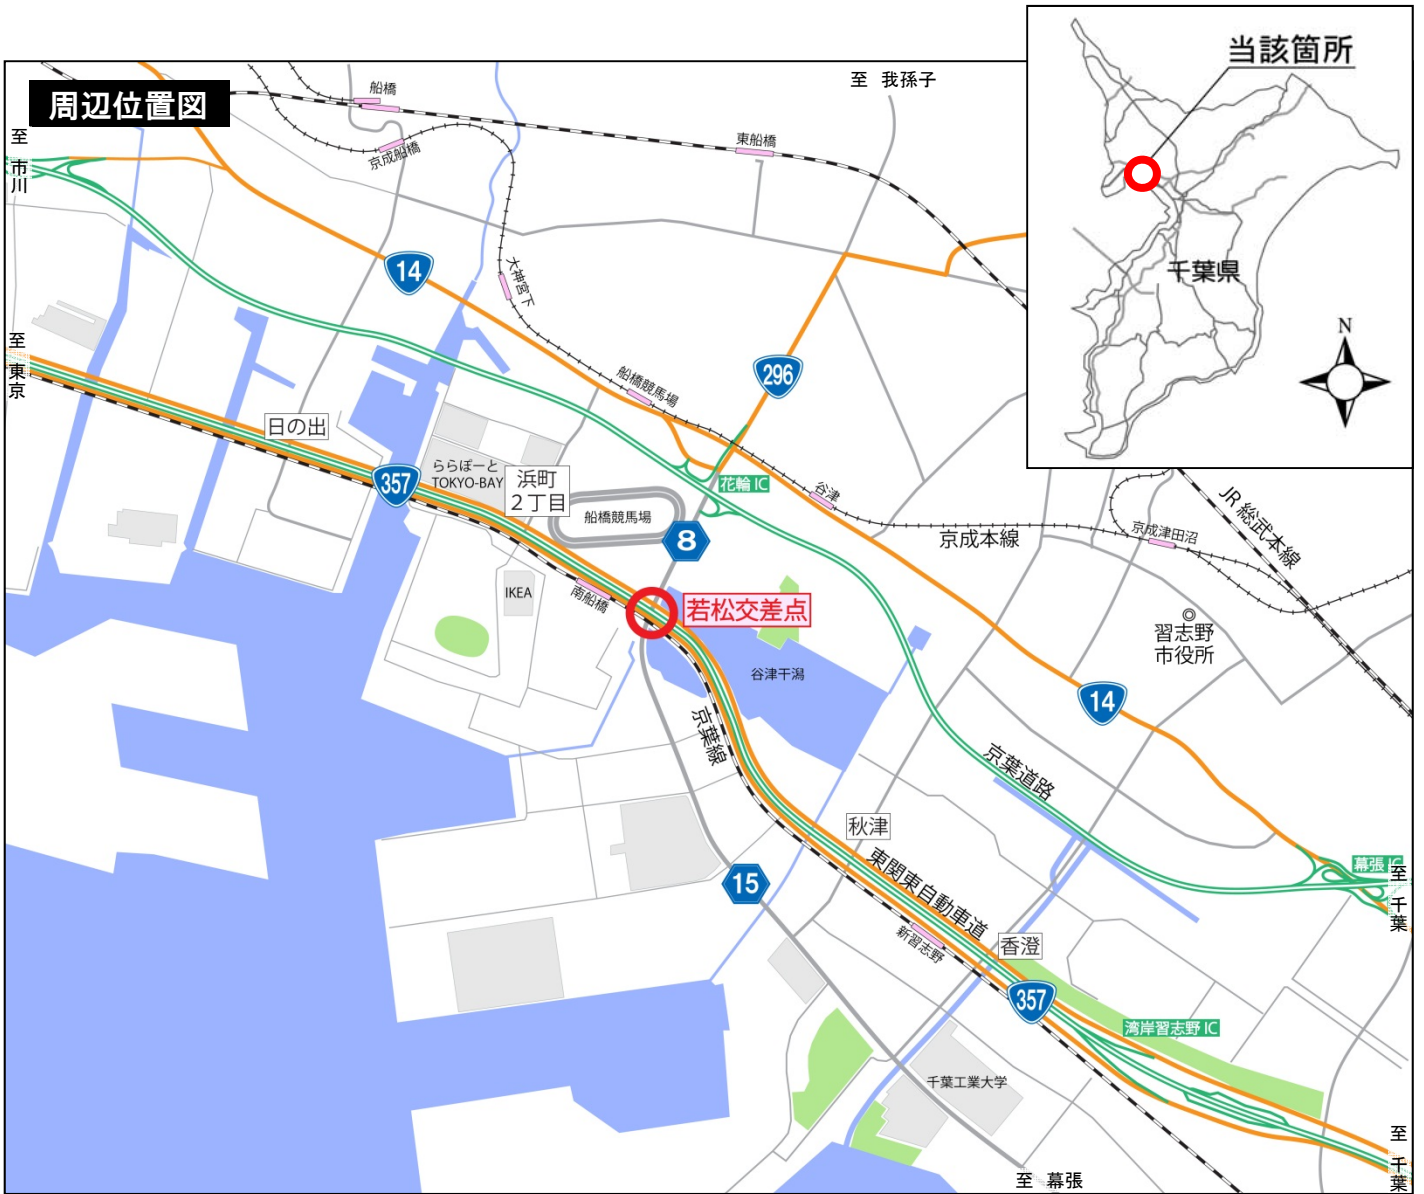 周辺位置図
当該箇所
千葉県
N
至 我孫子
至
市川
船橋
京成船橋
東船橋
大神宮下
14
296
至
東京
日の出
船橋競馬場
357
ららぽーと
TOKYO-BAY
浜町
2丁目
船橋競馬場
花輪IC
谷津
8
京成本線
京成津田沼
JR総武本線
IKEA
南船橋
若松交差点
習志野
市役所
谷津干潟
14
京葉線
京葉道路
秋津
東関東自動車道
幕張IC
至
千葉
15
新習志野
香澄
357
湾岸習志野IC
千葉工業大学
至
千葉
至 幕張